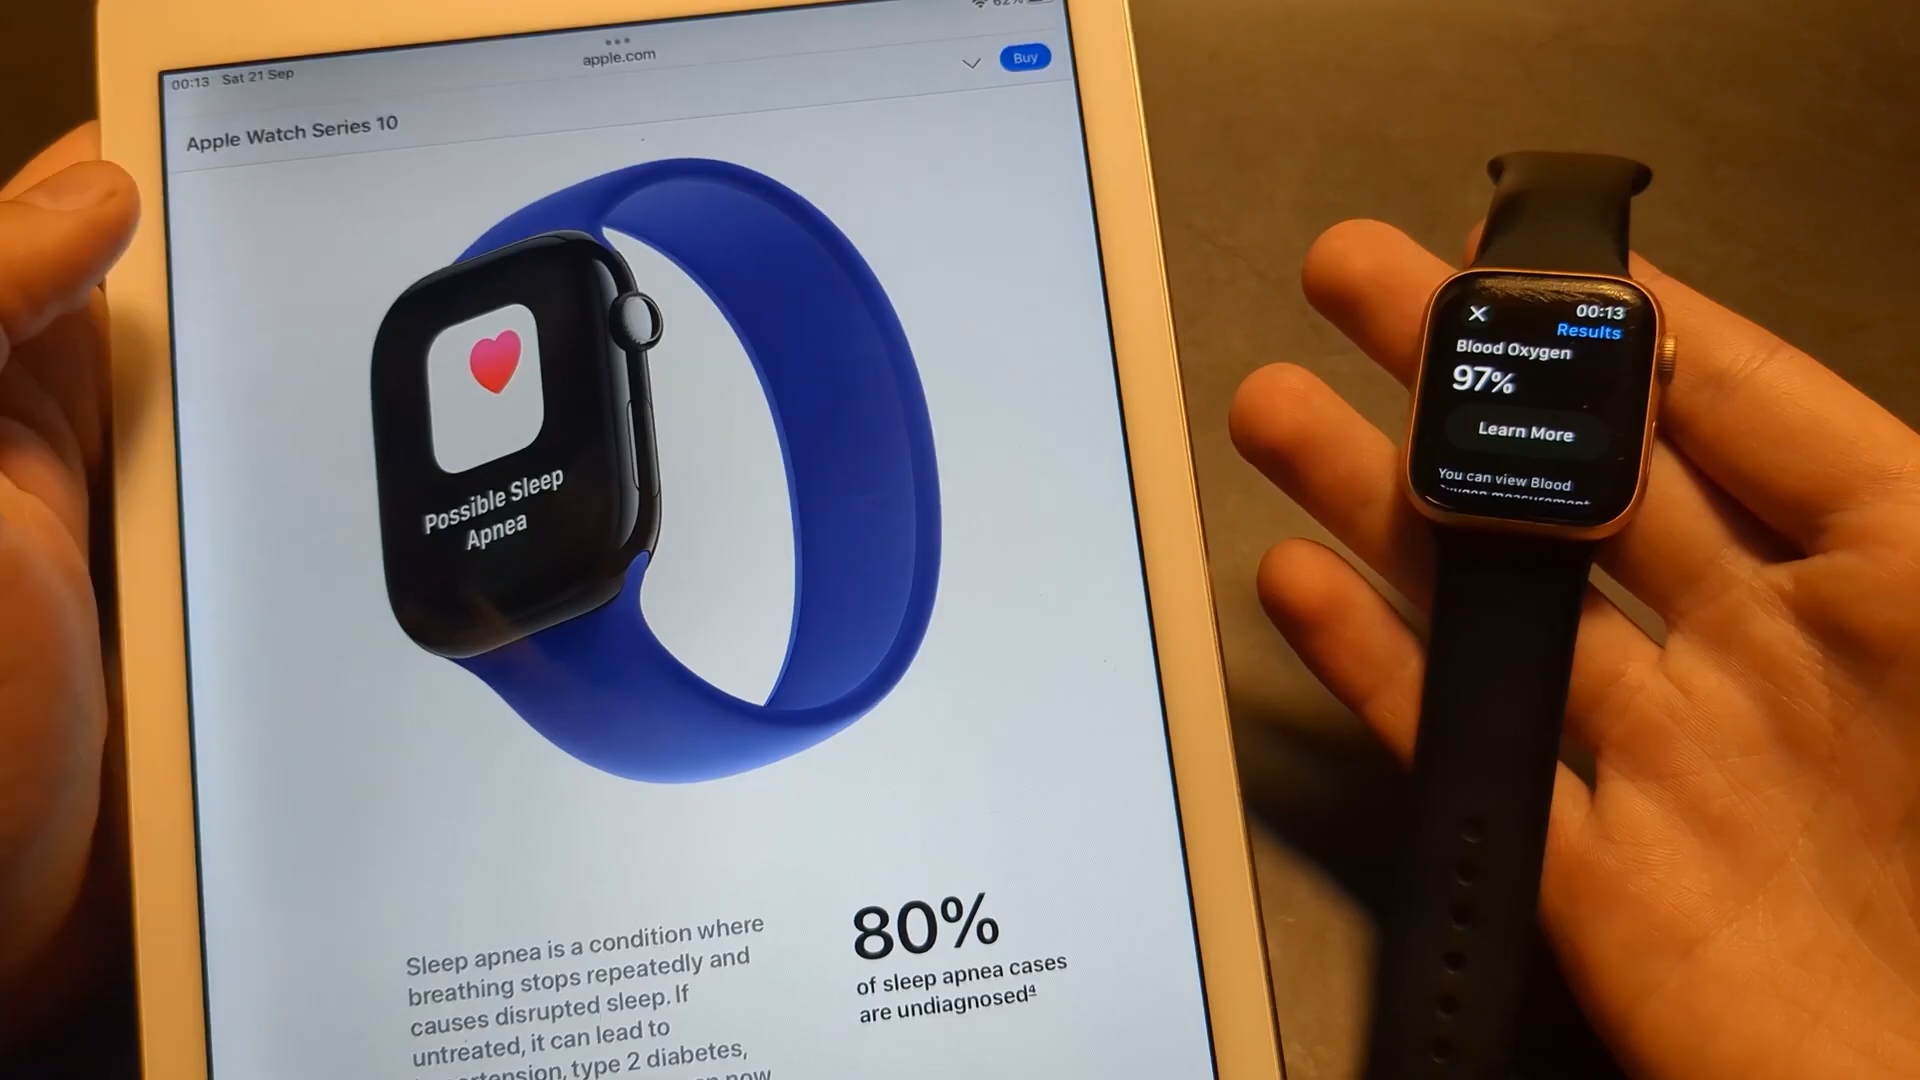 00:13 Sat 21 Sep
apple.com
62%
Buy
Apple Watch Series 10
Possible Sleep
Apnea
Sleep apnea is a condition where
breathing stops repeatedly and
causes disrupted sleep. If
untreated, it can lead to
type 2 diabetes,
now
80%
of sleep apnea cases
are undiagnosed⁴
00:13
Results
Blood Oxygen
97%
Learn More
You can view Blood